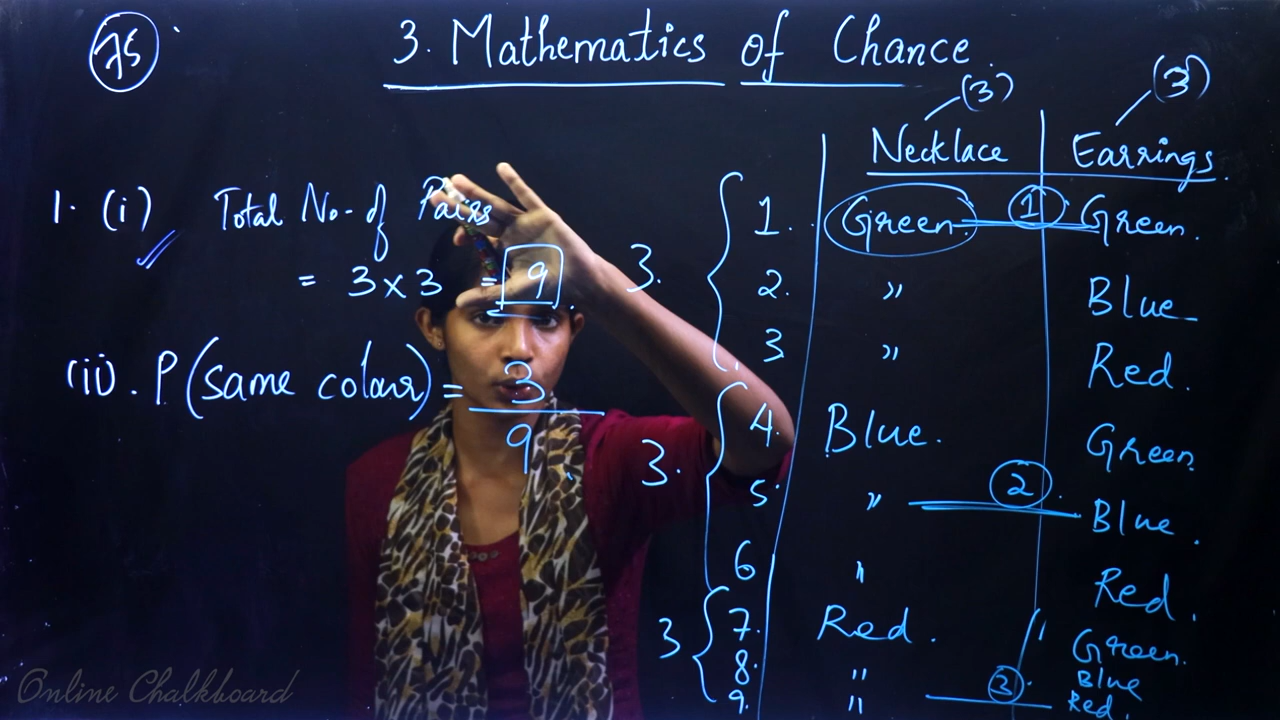 75
3. Mathematics of Chance.
(3) (3)
Necklace Earrings
1. (i) Total No. of Pairs
= 3 x 3 = 9
(ii). P (same colour) = 3
9
3.
1. Green 1 Green.
2. " Blue
3 " Red.
3.
4. Blue. Green
5. " 2 Blue.
6 " Red.
3
7. Red. Green.
8. " Blue
9. " 3 Red.
Online Chalkboard